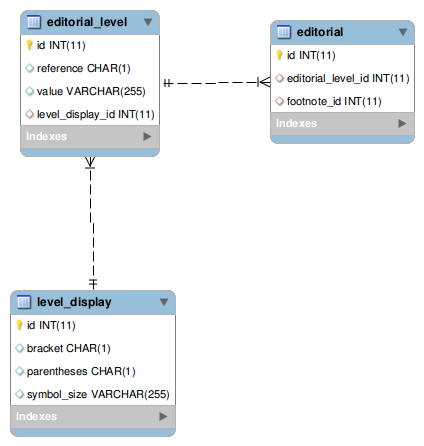 editorial_level
id INT(11)
reference CHAR(1)
value VARCHAR(255)
level_display_id INT(11)
Indexes
editorial
id INT(11)
editorial_level_id INT(11)
footnote_id INT(11)
Indexes
level_display
id INT(11)
bracket CHAR(1)
parentheses CHAR(1)
symbol_size VARCHAR(255)
Indexes